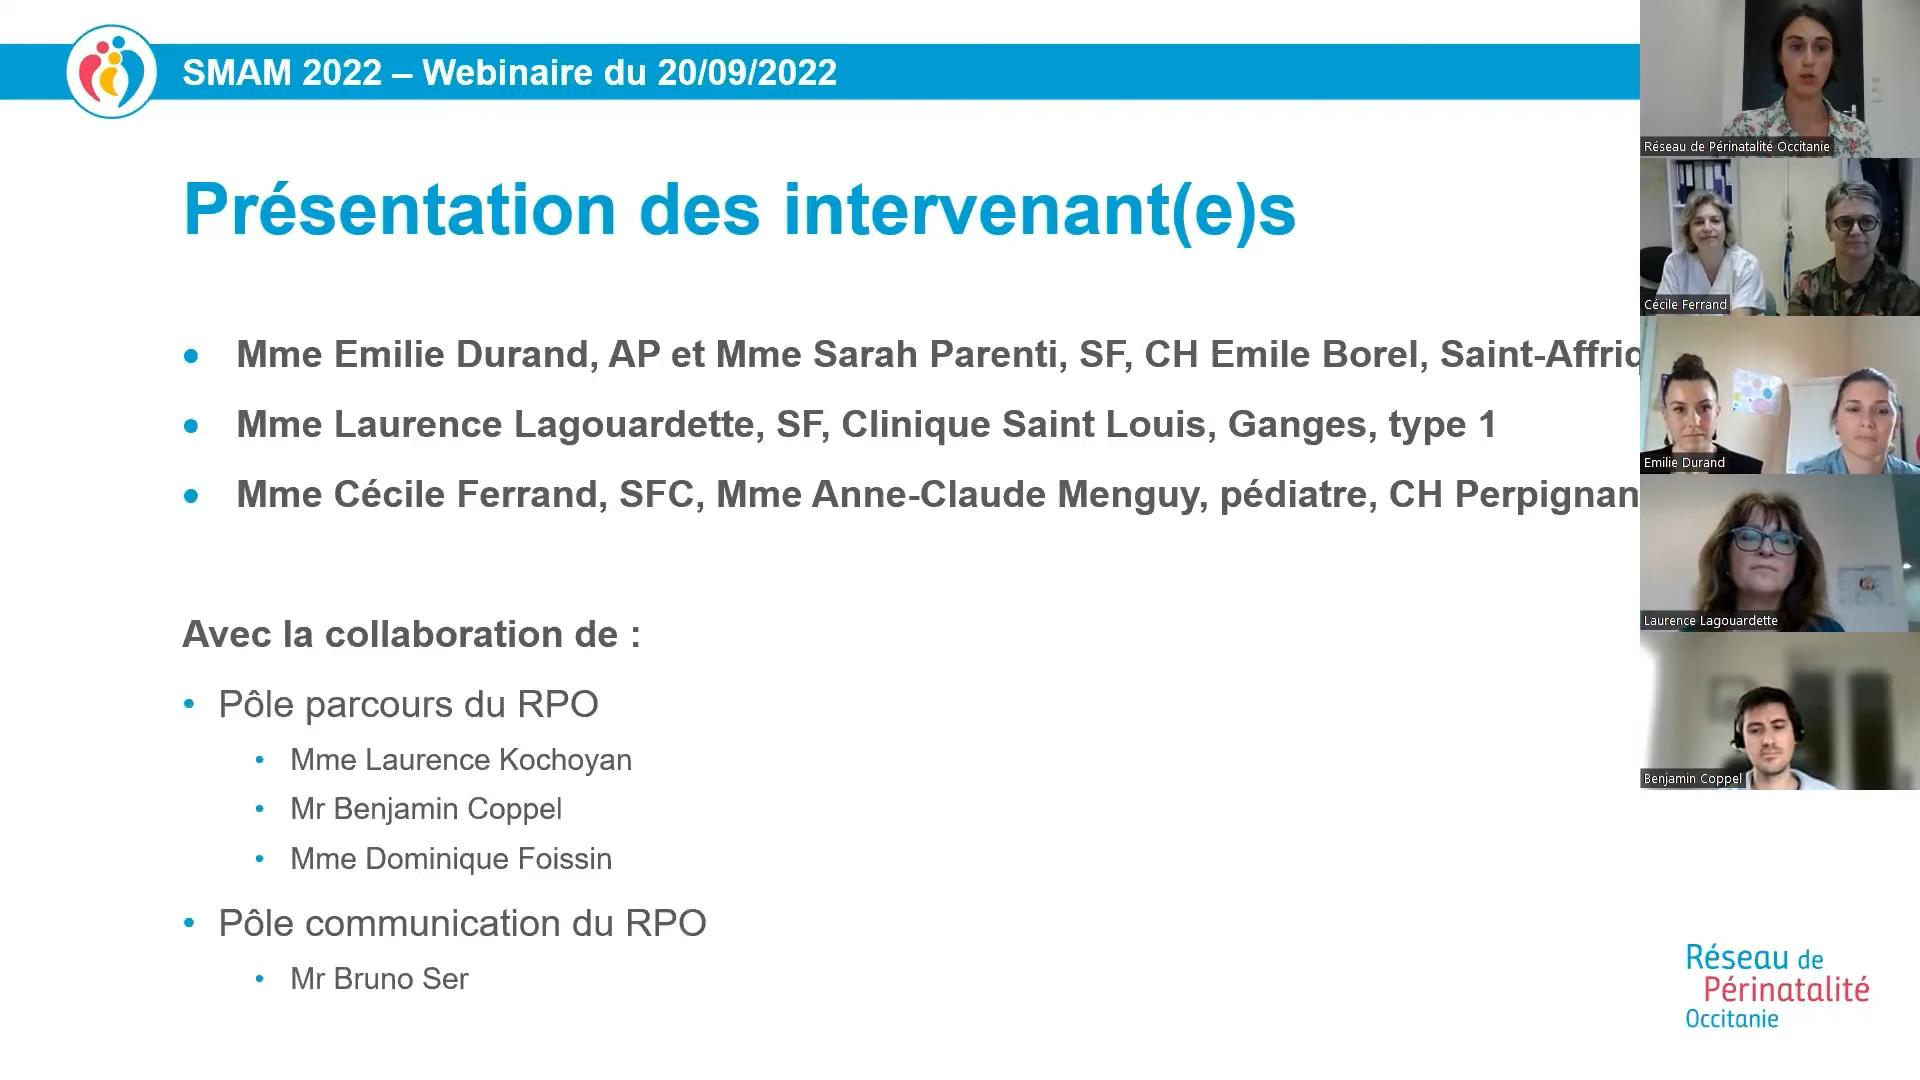 SMAM 2022 – Webinaire du 20/09/2022
Présentation des intervenant(e)s
• Mme Emilie Durand, AP et Mme Sarah Parenti, SF, CH Emile Borel,
• Mme Laurence Lagouardette, SF, Clinique Saint Louis, Ganges, type 1
• Mme Cécile Ferrand, SFC, Mme Anne-Claude Menguy, pédiatre, CH Perpignan
Avec la collaboration de :
• Pôle parcours du RPO
• Mme Laurence Kochoyan
• Mr Benjamin Coppel
• Mme Dominique Foissin
• Pôle communication du RPO
• Mr Bruno Ser
Réseau de Périnatalité Occitanie
Cécile Ferrand
Emilie Durand
Laurence Lagouardette
Benjamin Coppel
Réseau de
Périnatalité
Occitanie